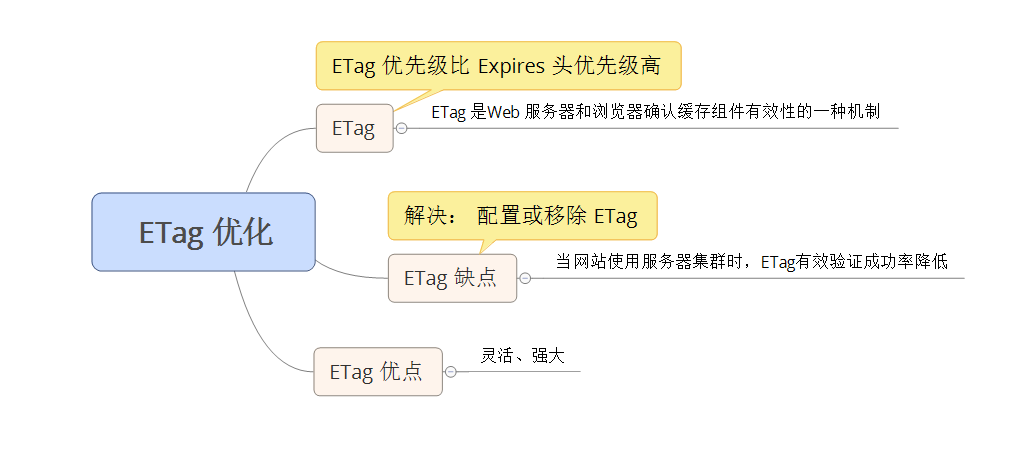 ETag 优先级比 Expires 头优先级高
ETag
ETag 是Web 服务器和浏览器确认缓存组件有效性的一种机制
ETag 优化
解决： 配置或移除 ETag
ETag 缺点
当网站使用服务器集群时，ETag有效验证成功率降低
ETag 优点
灵活、强大